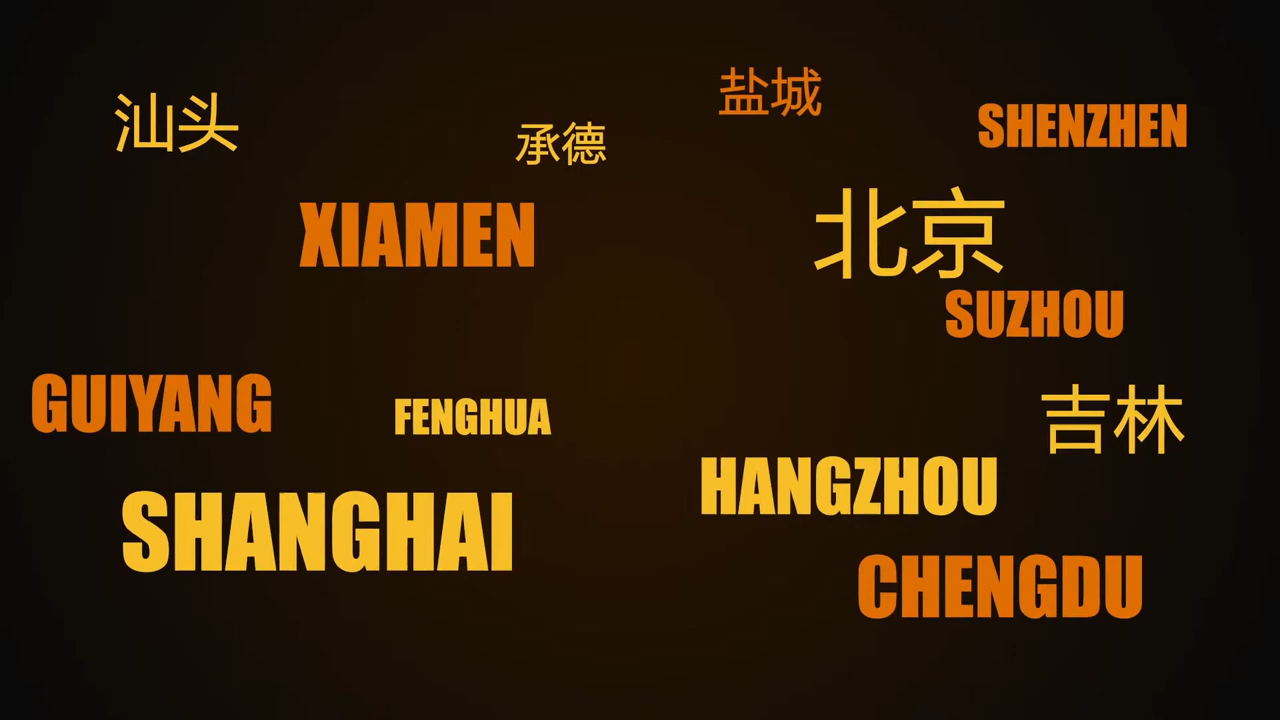 盐城
汕头
SHENZHEN
承德
XIAMEN
北京
SUZHOU
GUIYANG
FENGHUA
吉林
HANGZHOU
SHANGHAI
CHENGDU